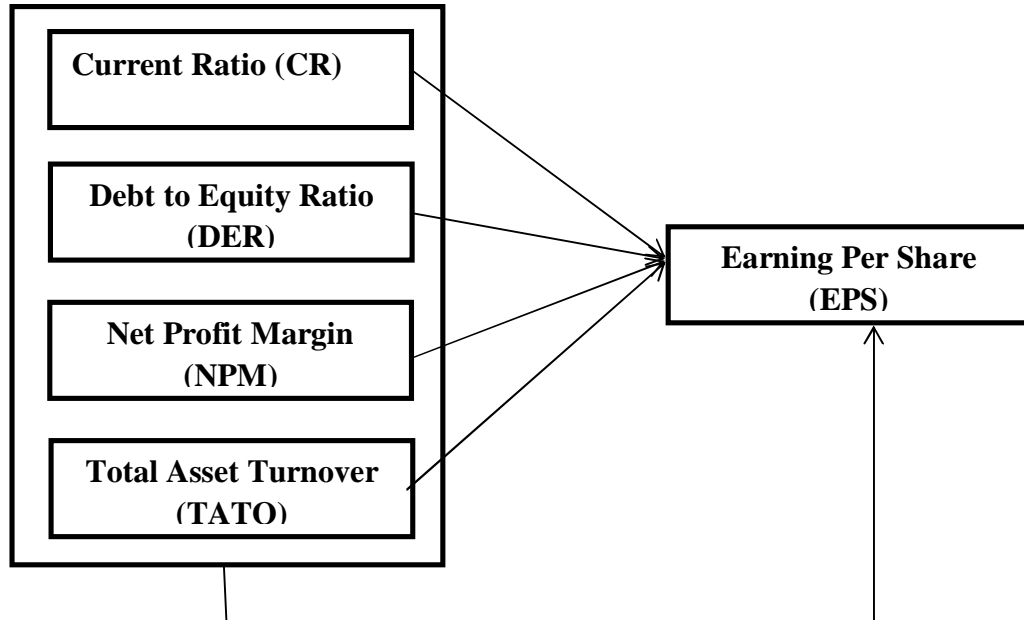 Current Ratio (CR)
Debt to Equity Ratio
(DER)
Net Profit Margin
(NPM)
Total Asset Turnover
(TATO)
Earning Per Share
(EPS)